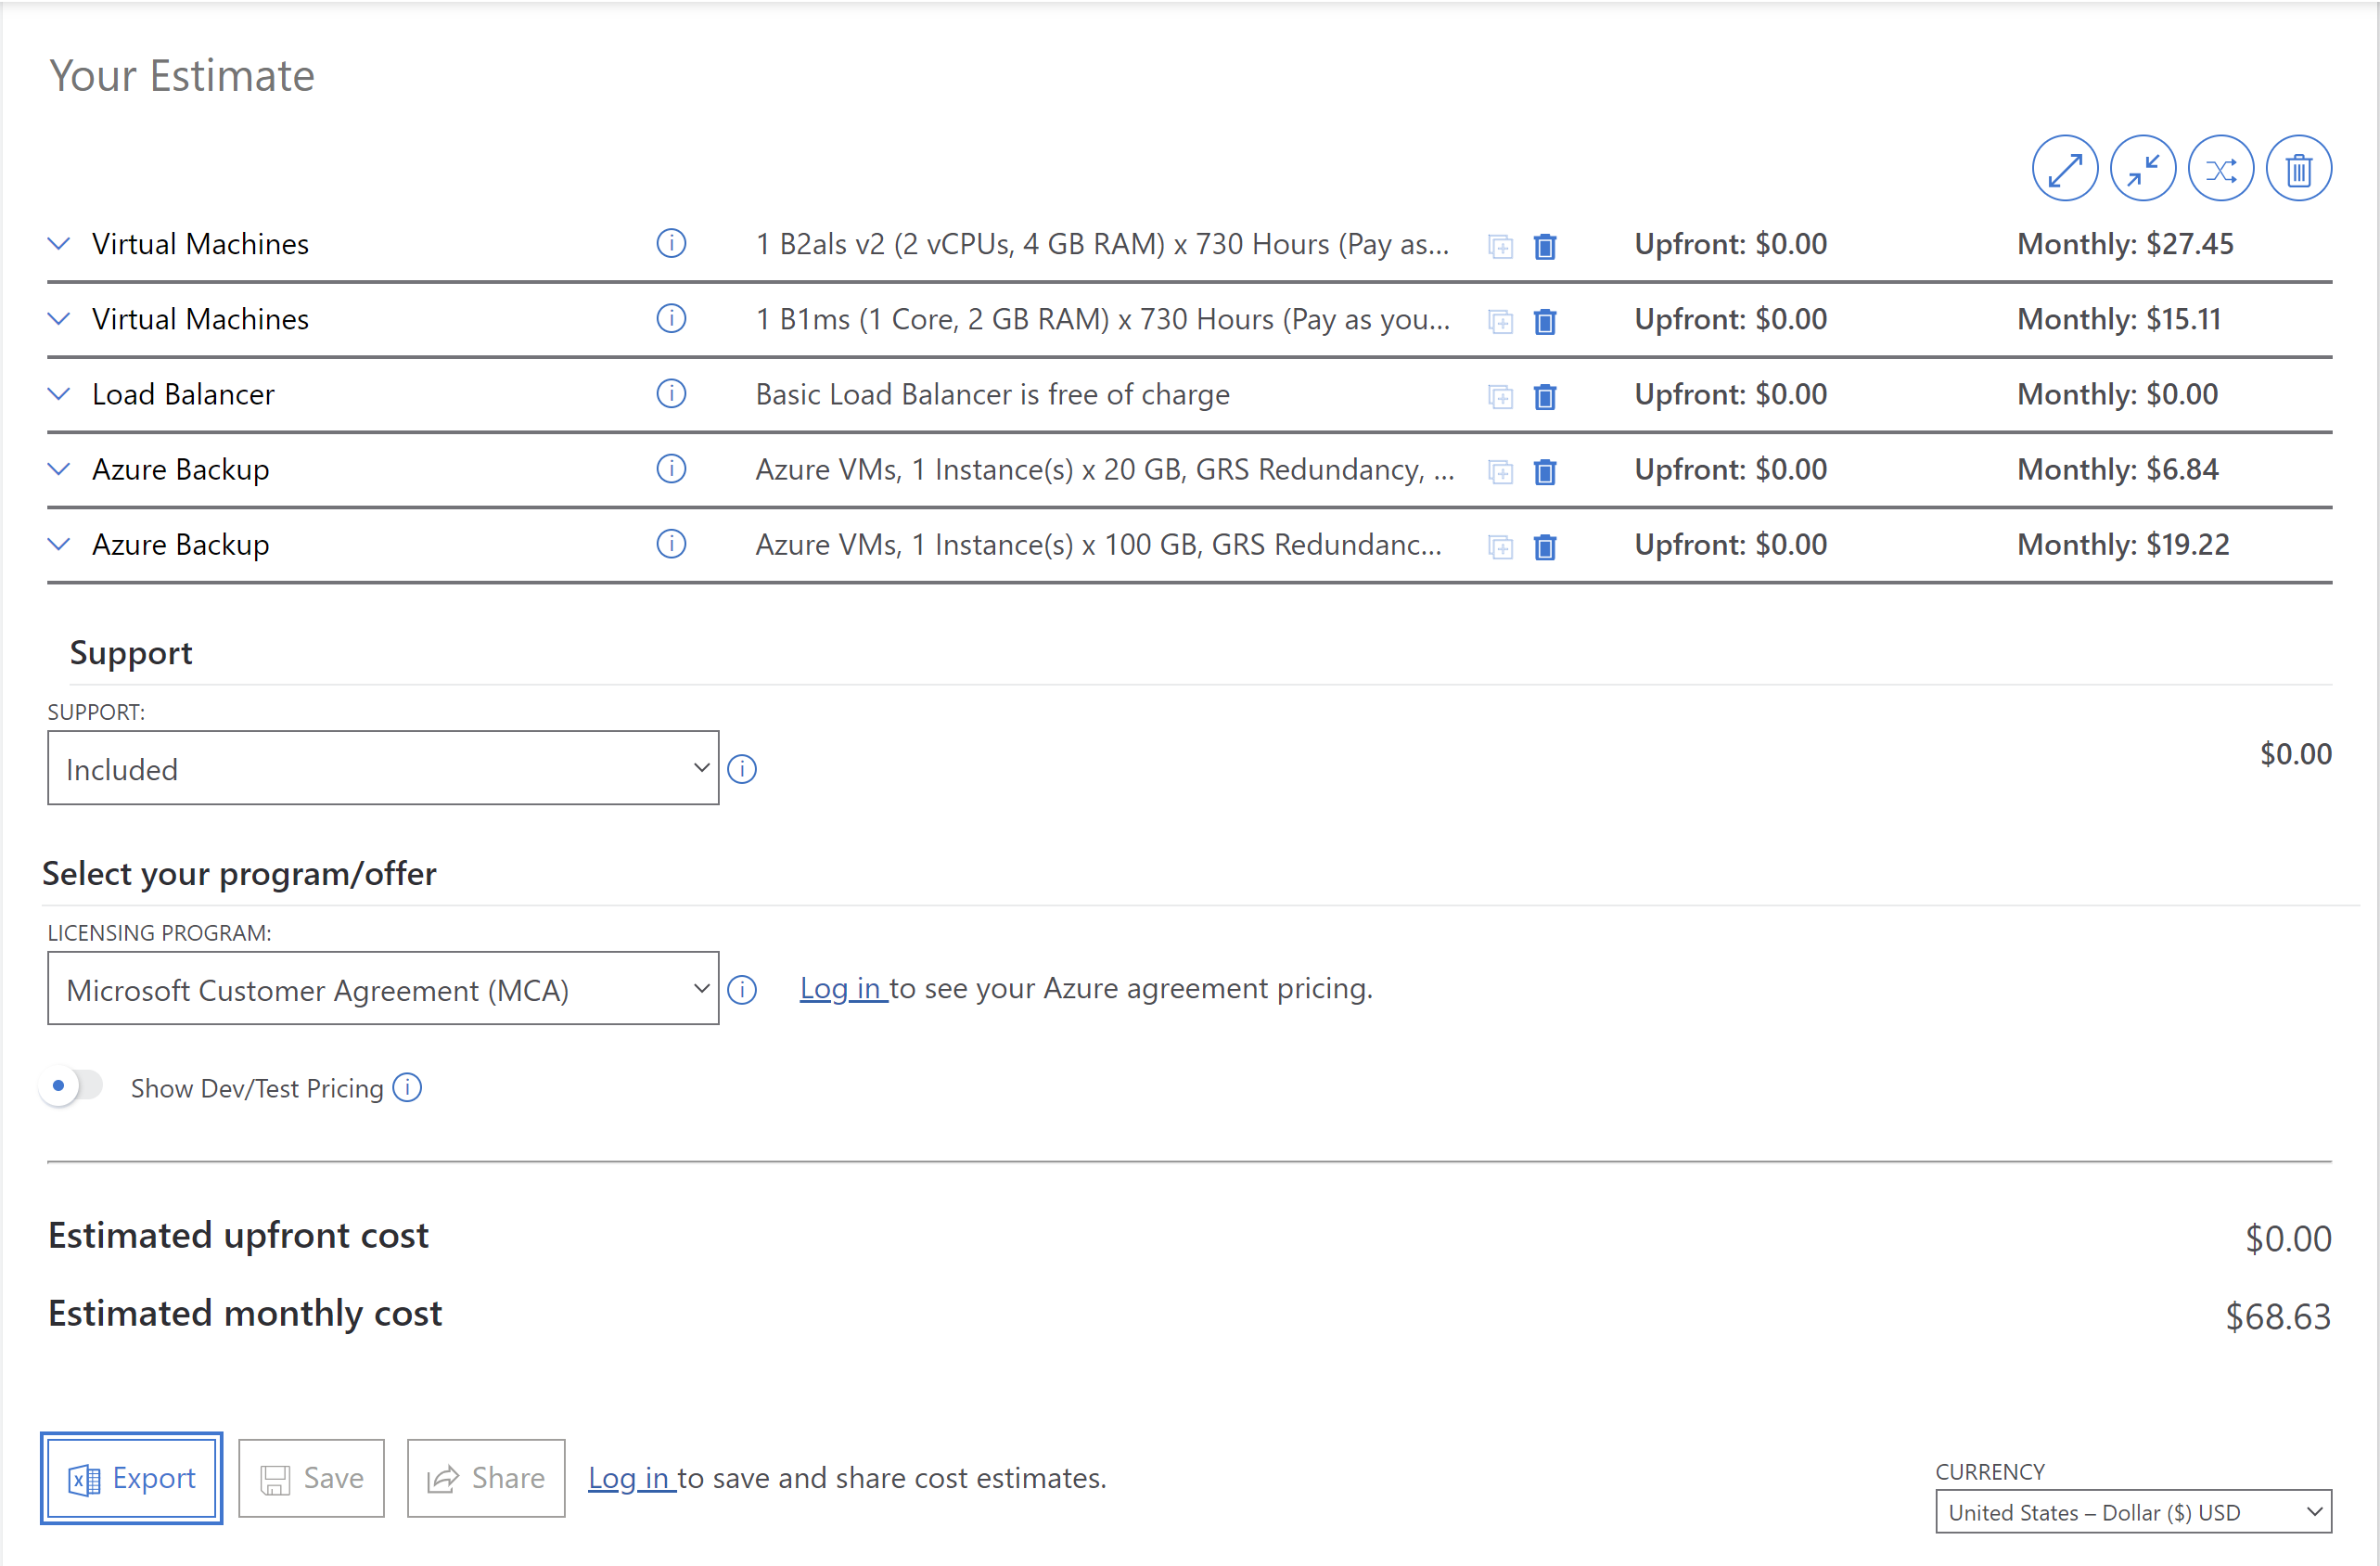 Your Estimate
Virtual Machines 1 B2als v2 (2 vCPUs, 4 GB RAM) x 730 Hours (Pay as... Upfront: $0.00 Monthly: $27.45
Virtual Machines 1 B1ms (1 Core, 2 GB RAM) x 730 Hours (Pay as you... Upfront: $0.00 Monthly: $15.11
Load Balancer Basic Load Balancer is free of charge Upfront: $0.00 Monthly: $0.00
Azure Backup Azure VMs, 1 Instance(s) x 20 GB, GRS Redundancy, ... Upfront: $0.00 Monthly: $6.84
Azure Backup Azure VMs, 1 Instance(s) x 100 GB, GRS Redundanc... Upfront: $0.00 Monthly: $19.22
Support
SUPPORT:
Included $0.00
Select your program/offer
LICENSING PROGRAM:
Microsoft Customer Agreement (MCA) Log in to see your Azure agreement pricing.
Show Dev/Test Pricing
Estimated upfront cost $0.00
Estimated monthly cost $68.63
Export Save Share Log in to save and share cost estimates.
CURRENCY
United States – Dollar ($) USD